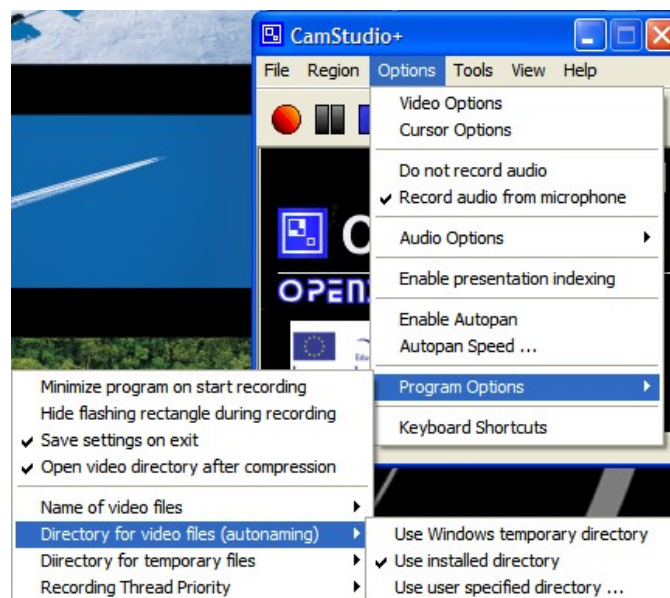 CamStudio+
File Region Options Tools View Help
Video Options
Cursor Options
Do not record audio
Record audio from microphone
Audio Options
Enable presentation indexing
Enable Autopan
Autopan Speed ...
Program Options
Keyboard Shortcuts
Minimize program on start recording
Hide flashing rectangle during recording
Save settings on exit
Open video directory after compression
Name of video files
Directory for video files (autonaming)
Diirectory for temporary files
Recording Thread Priority
Use Windows temporary directory
Use installed directory
Use user specified directory ...